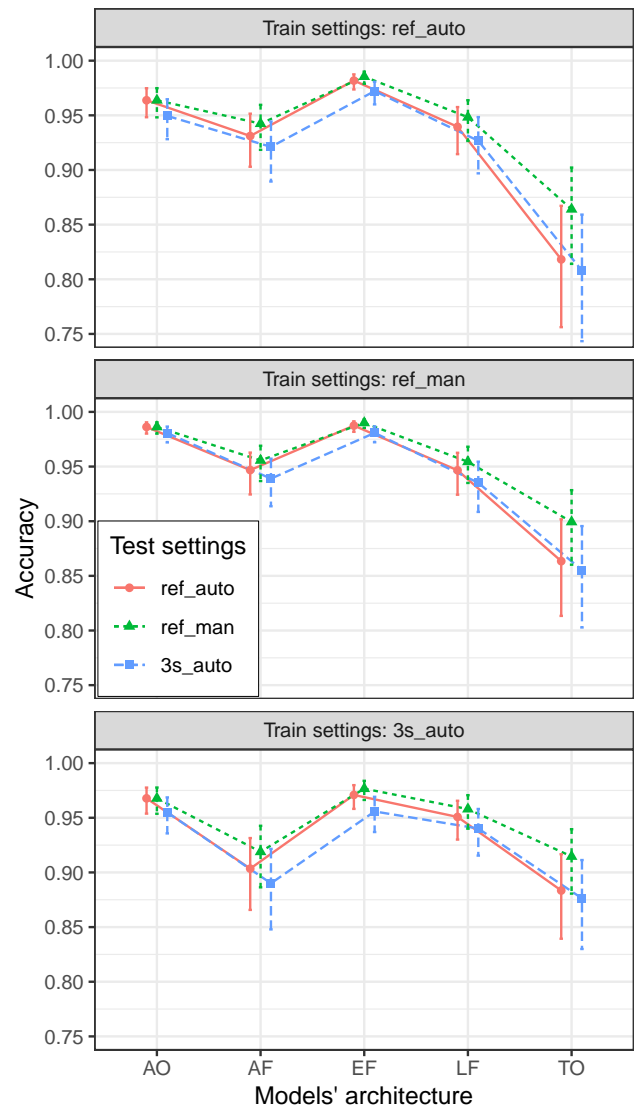 Train settings: ref_auto
1.00
0.95
0.90
0.85
0.80
0.75
Train settings: ref_man
1.00
0.95
0.90
0.85
0.80
0.75
Accuracy
Test settings
ref_auto
ref_man
3s_auto
Train settings: 3s_auto
1.00
0.95
0.90
0.85
0.80
0.75
AO AF EF LF TO
Models' architecture